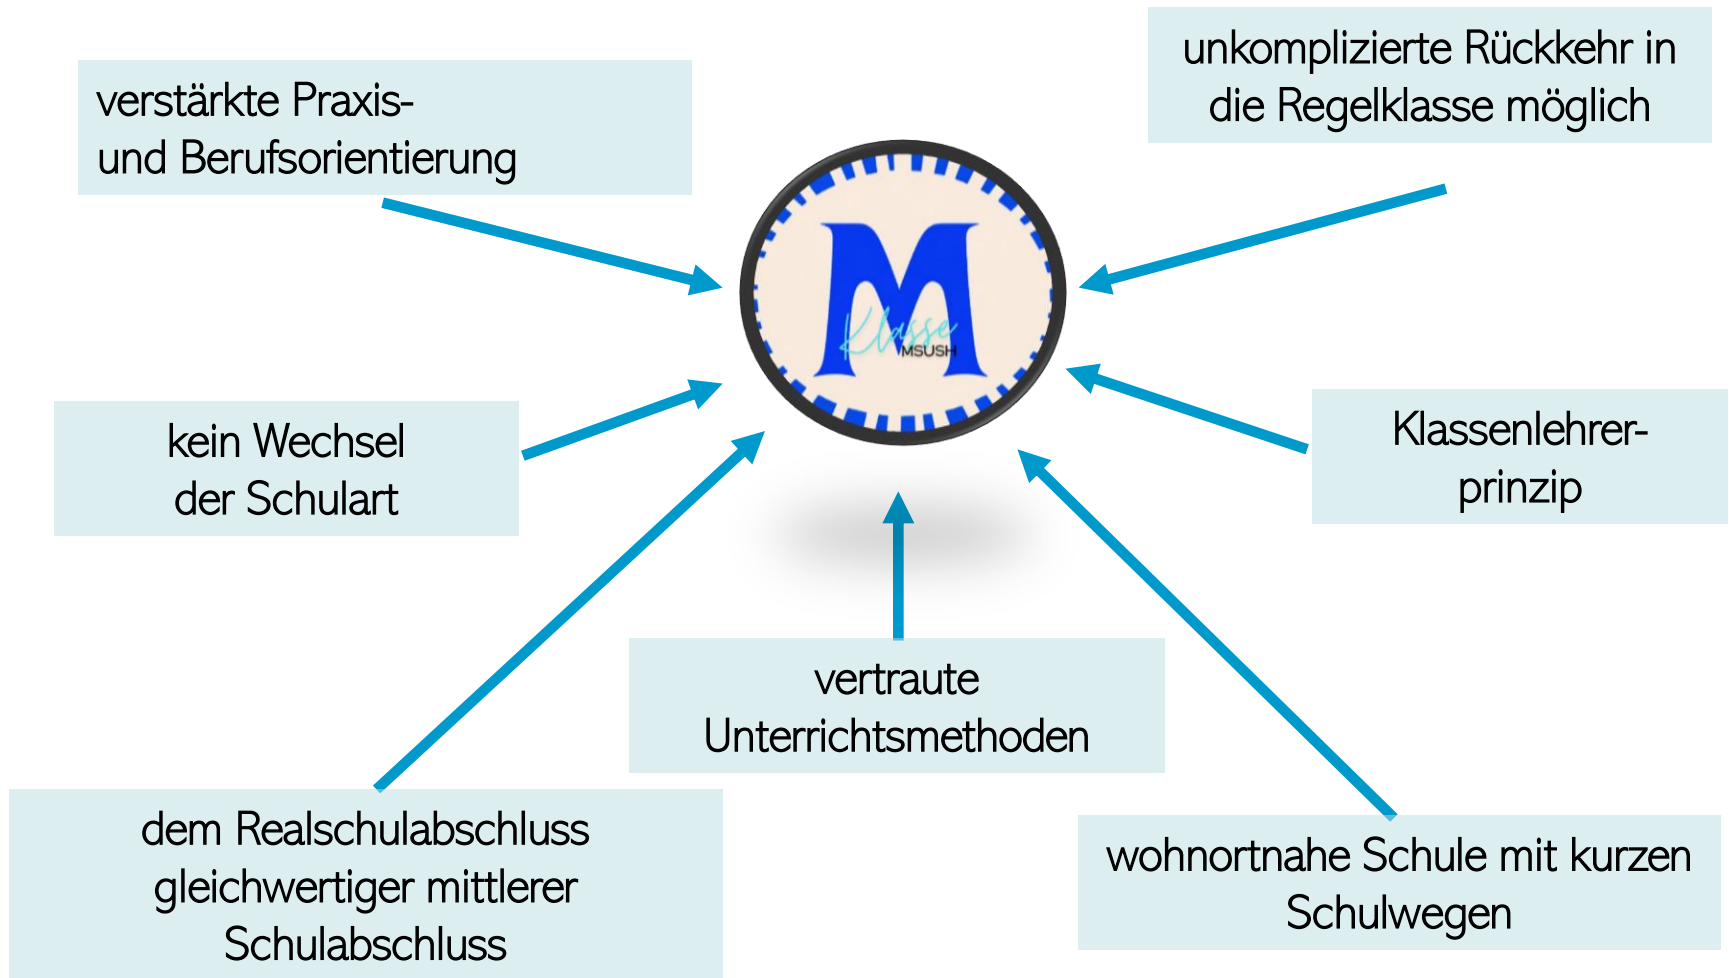 verstärkte Praxis-
und Berufsorientierung
unkomplizierte Rückkehr in
die Regelklasse möglich
M
Klasse
MSUSH
kein Wechsel
der Schulart
Klassenlehrer-
prinzip
vertraute
Unterrichtsmethoden
dem Realschulabschluss
gleichwertiger mittlerer
Schulabschluss
wohnortnahe Schule mit kurzen
Schulwegen